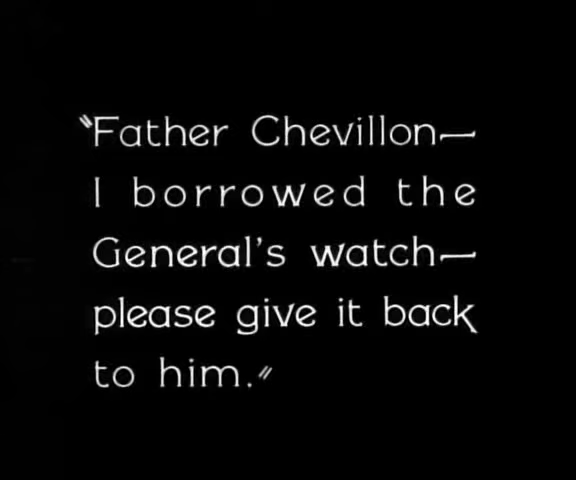 "Father Chevillon—
I borrowed the
General's watch—
please give it back
to him."